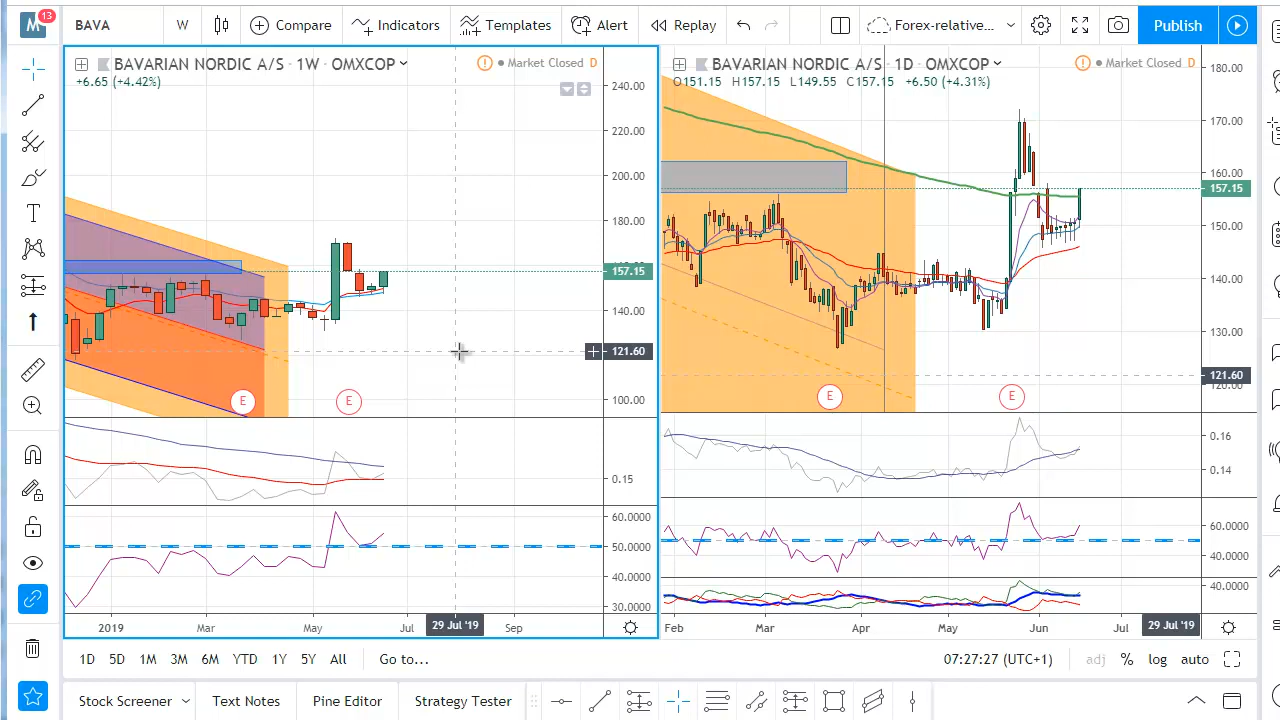 M 13 BAVA W Compare Indicators Templates Alert Replay Forex-relative... Publish
BAVARIAN NORDIC A/S · 1W · OMXCOP Market Closed D
+6.65 (+4.42%)
240.00
220.00
200.00
180.00
157.15
140.00
121.60
100.00
E E
0.15
60.0000
50.0000
40.0000
30.0000
2019 Mar May Jul 29 Jul '19 Sep
BAVARIAN NORDIC A/S · 1D · OMXCOP Market Closed D
O151.15 H157.15 L149.55 C157.15 +6.50 (+4.31%)
180.00
170.00
160.00
157.15
150.00
140.00
130.00
121.60
120.00
E E
0.16
0.14
60.0000
40.0000
40.0000
Feb Mar Apr May Jun Jul 29 Jul '19
1D 5D 1M 3M 6M YTD 1Y 5Y All Go to... 07:27:27 (UTC+1) adj % log auto
Stock Screener Text Notes Pine Editor Strategy Tester